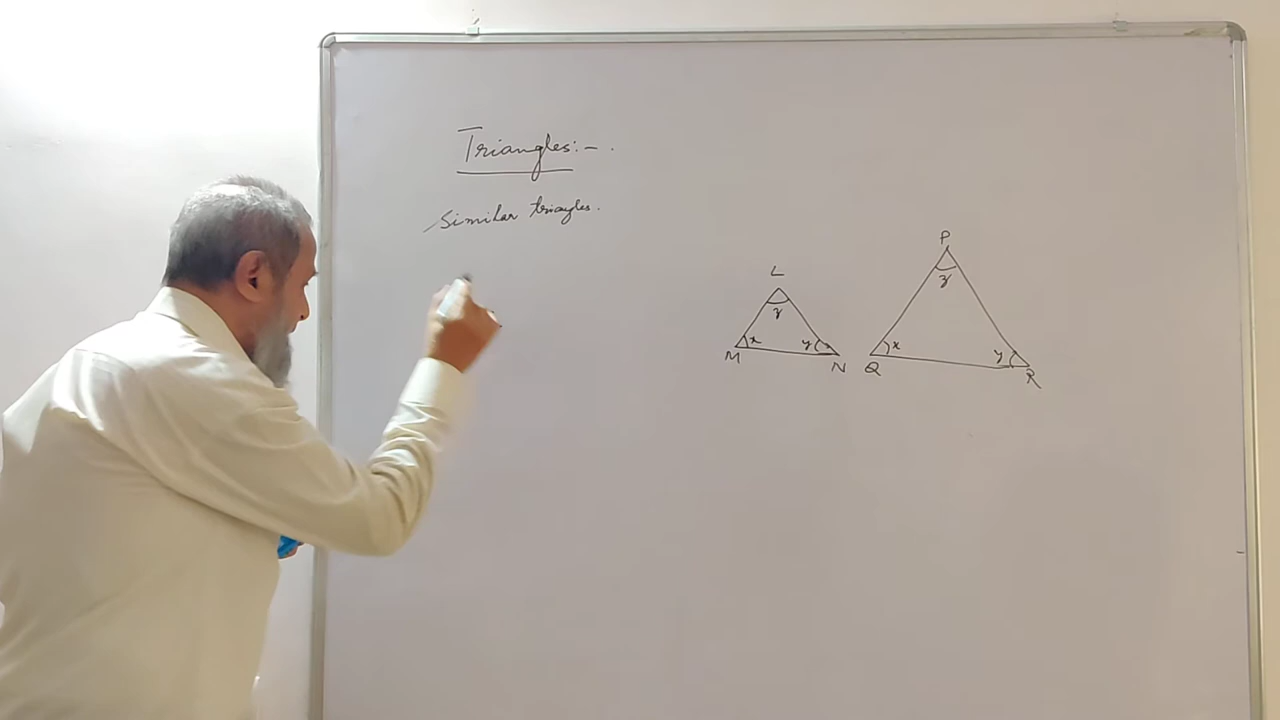 Triangles:- .
Similar triangles.
P
z
L
z
x
y
M
N
x
y
Q
R